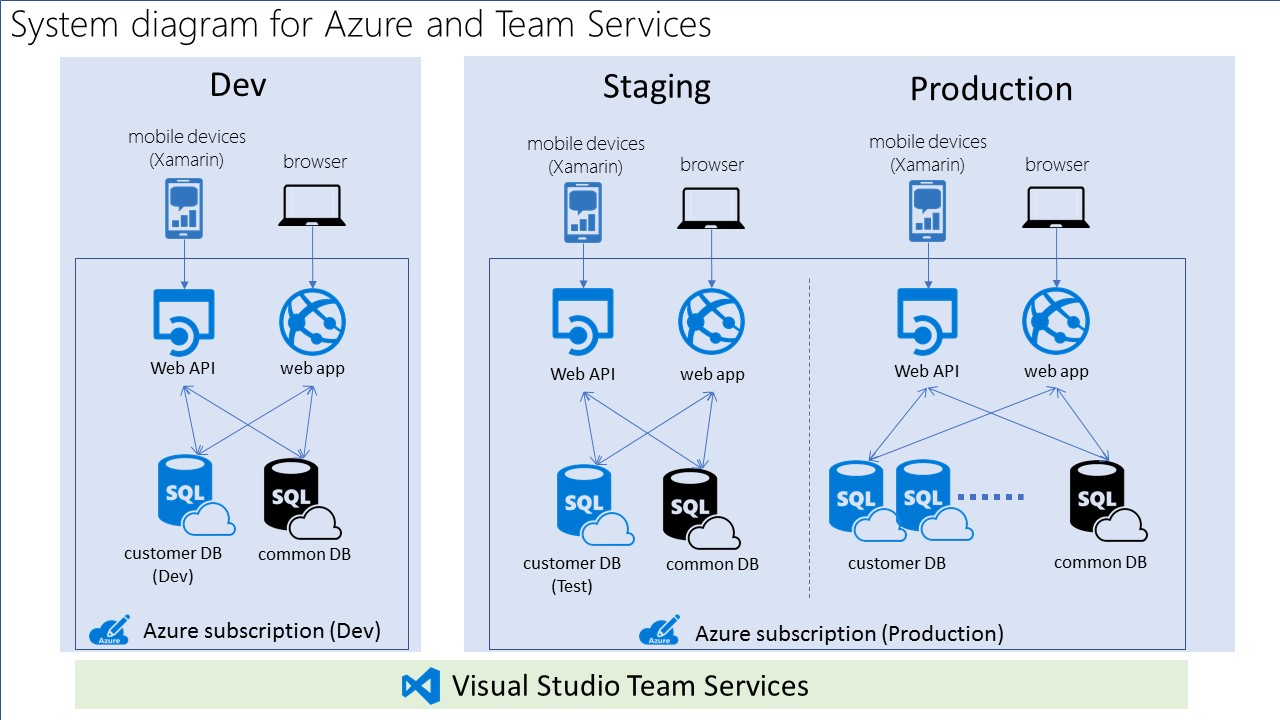 System diagram for Azure and Team Services
Dev
mobile devices
(Xamarin)
browser
Web API
web app
SQL
SQL
customer DB
(Dev)
common DB
Azure
Azure subscription (Dev)
Staging
mobile devices
(Xamarin)
browser
Web API
web app
SQL
SQL
customer DB
(Test)
common DB
Production
mobile devices
(Xamarin)
browser
Web API
web app
SQL
SQL
SQL
customer DB
common DB
Azure
Azure subscription (Production)
Visual Studio Team Services